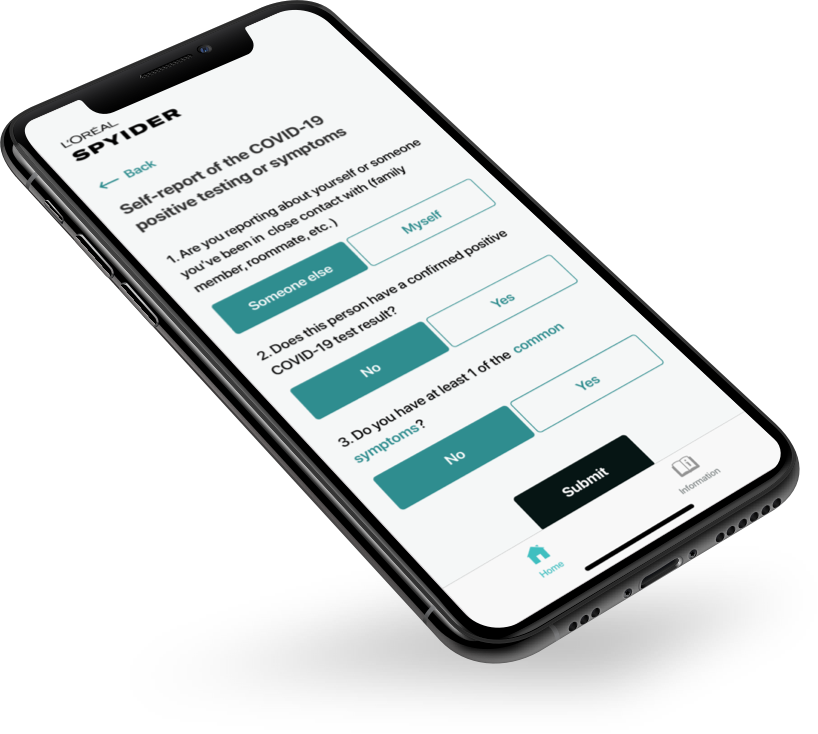 L'ORÉAL
SPYIDER
← Back
Self-report of the COVID-19
positive testing or symptoms
1. Are you reporting about yourself or someone
you've been in close contact with (family
member, roommate, etc.)
Someone else
Myself
2. Does this person have a confirmed positive
COVID-19 test result?
No
Yes
3. Do you have at least 1 of the common
symptoms?
No
Yes
Submit
Home
Information